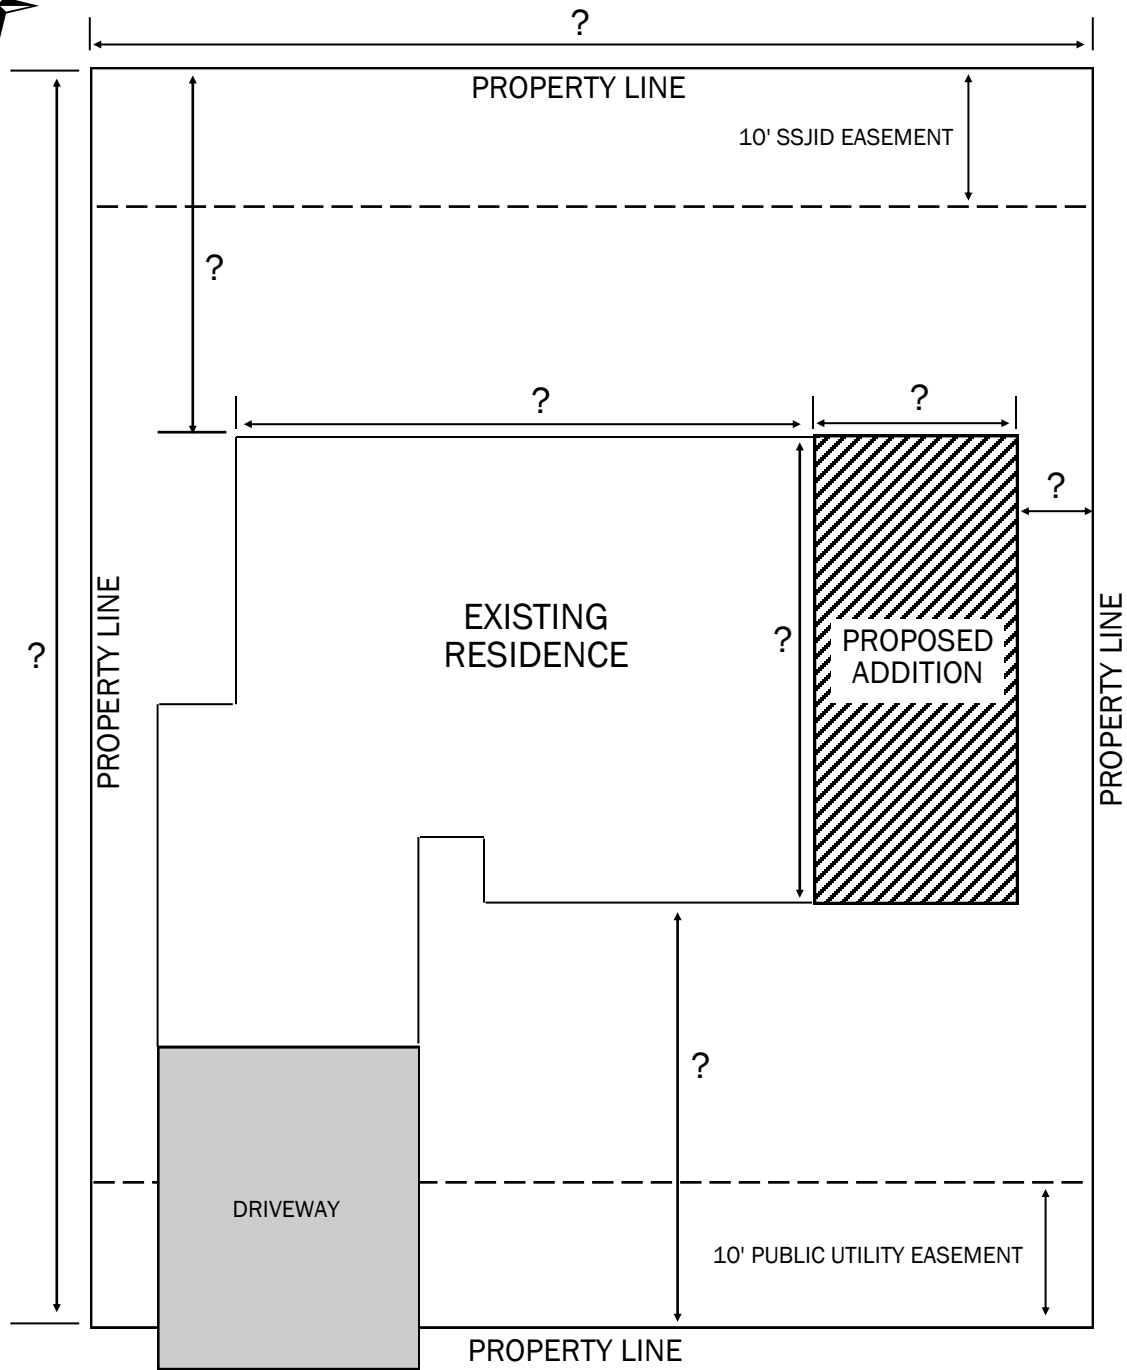 ?
PROPERTY LINE
10' SSJID EASEMENT
?
?
?
?
PROPERTY LINE
EXISTING
RESIDENCE
?
PROPOSED
ADDITION
PROPERTY LINE
?
?
DRIVEWAY
10' PUBLIC UTILITY EASEMENT
PROPERTY LINE